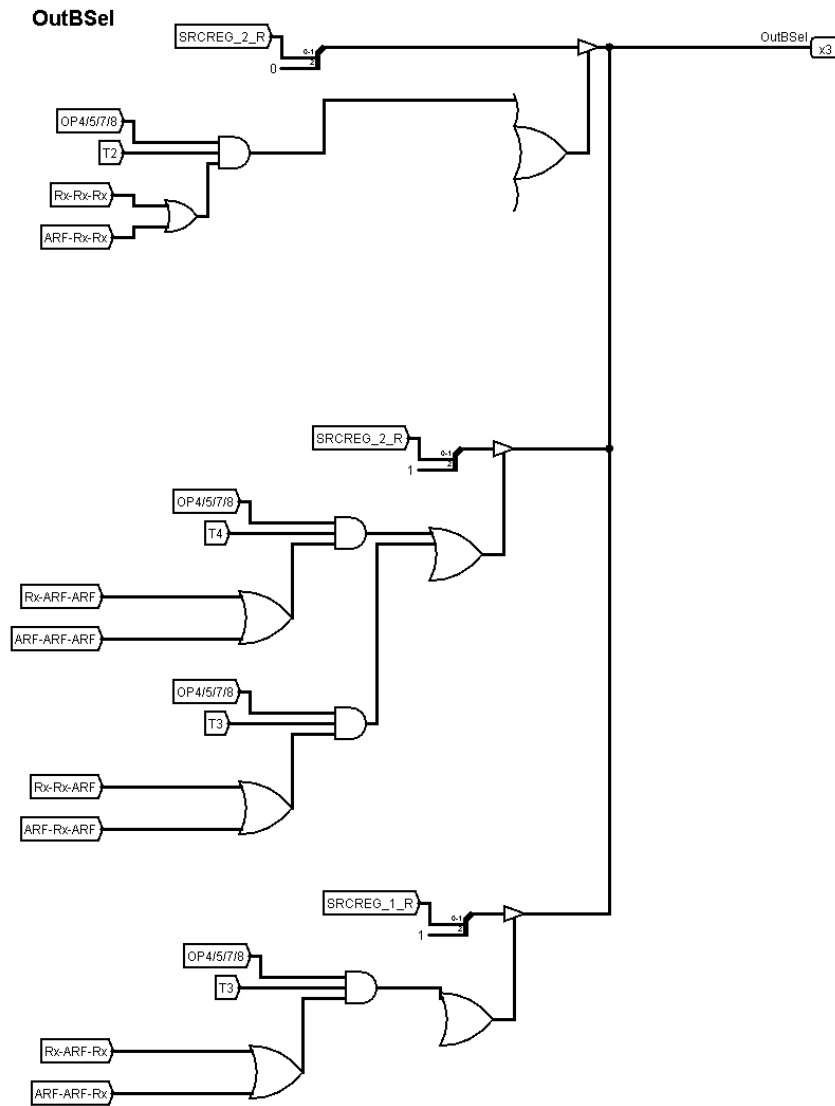 OutBSel
SRCREG_2_R
0-1
2
0
OutBSel
x3
OP4/5/7/8
T2
Rx-Rx-Rx
ARF-Rx-Rx
SRCREG_2_R
0-1
2
1
OP4/5/7/8
T4
Rx-ARF-ARF
ARF-ARF-ARF
OP4/5/7/8
T3
Rx-Rx-ARF
ARF-Rx-ARF
SRCREG_1_R
0-1
2
1
OP4/5/7/8
T3
Rx-ARF-Rx
ARF-ARF-Rx